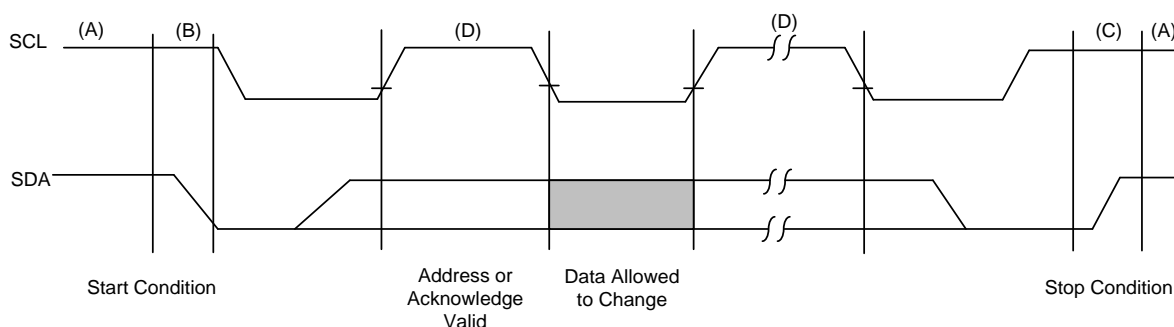 SCL
(A)
(B)
(D)
(D)
(C)
(A)
SDA
Start Condition
Address or
Acknowledge
Valid
Data Allowed
to Change
Stop Condition